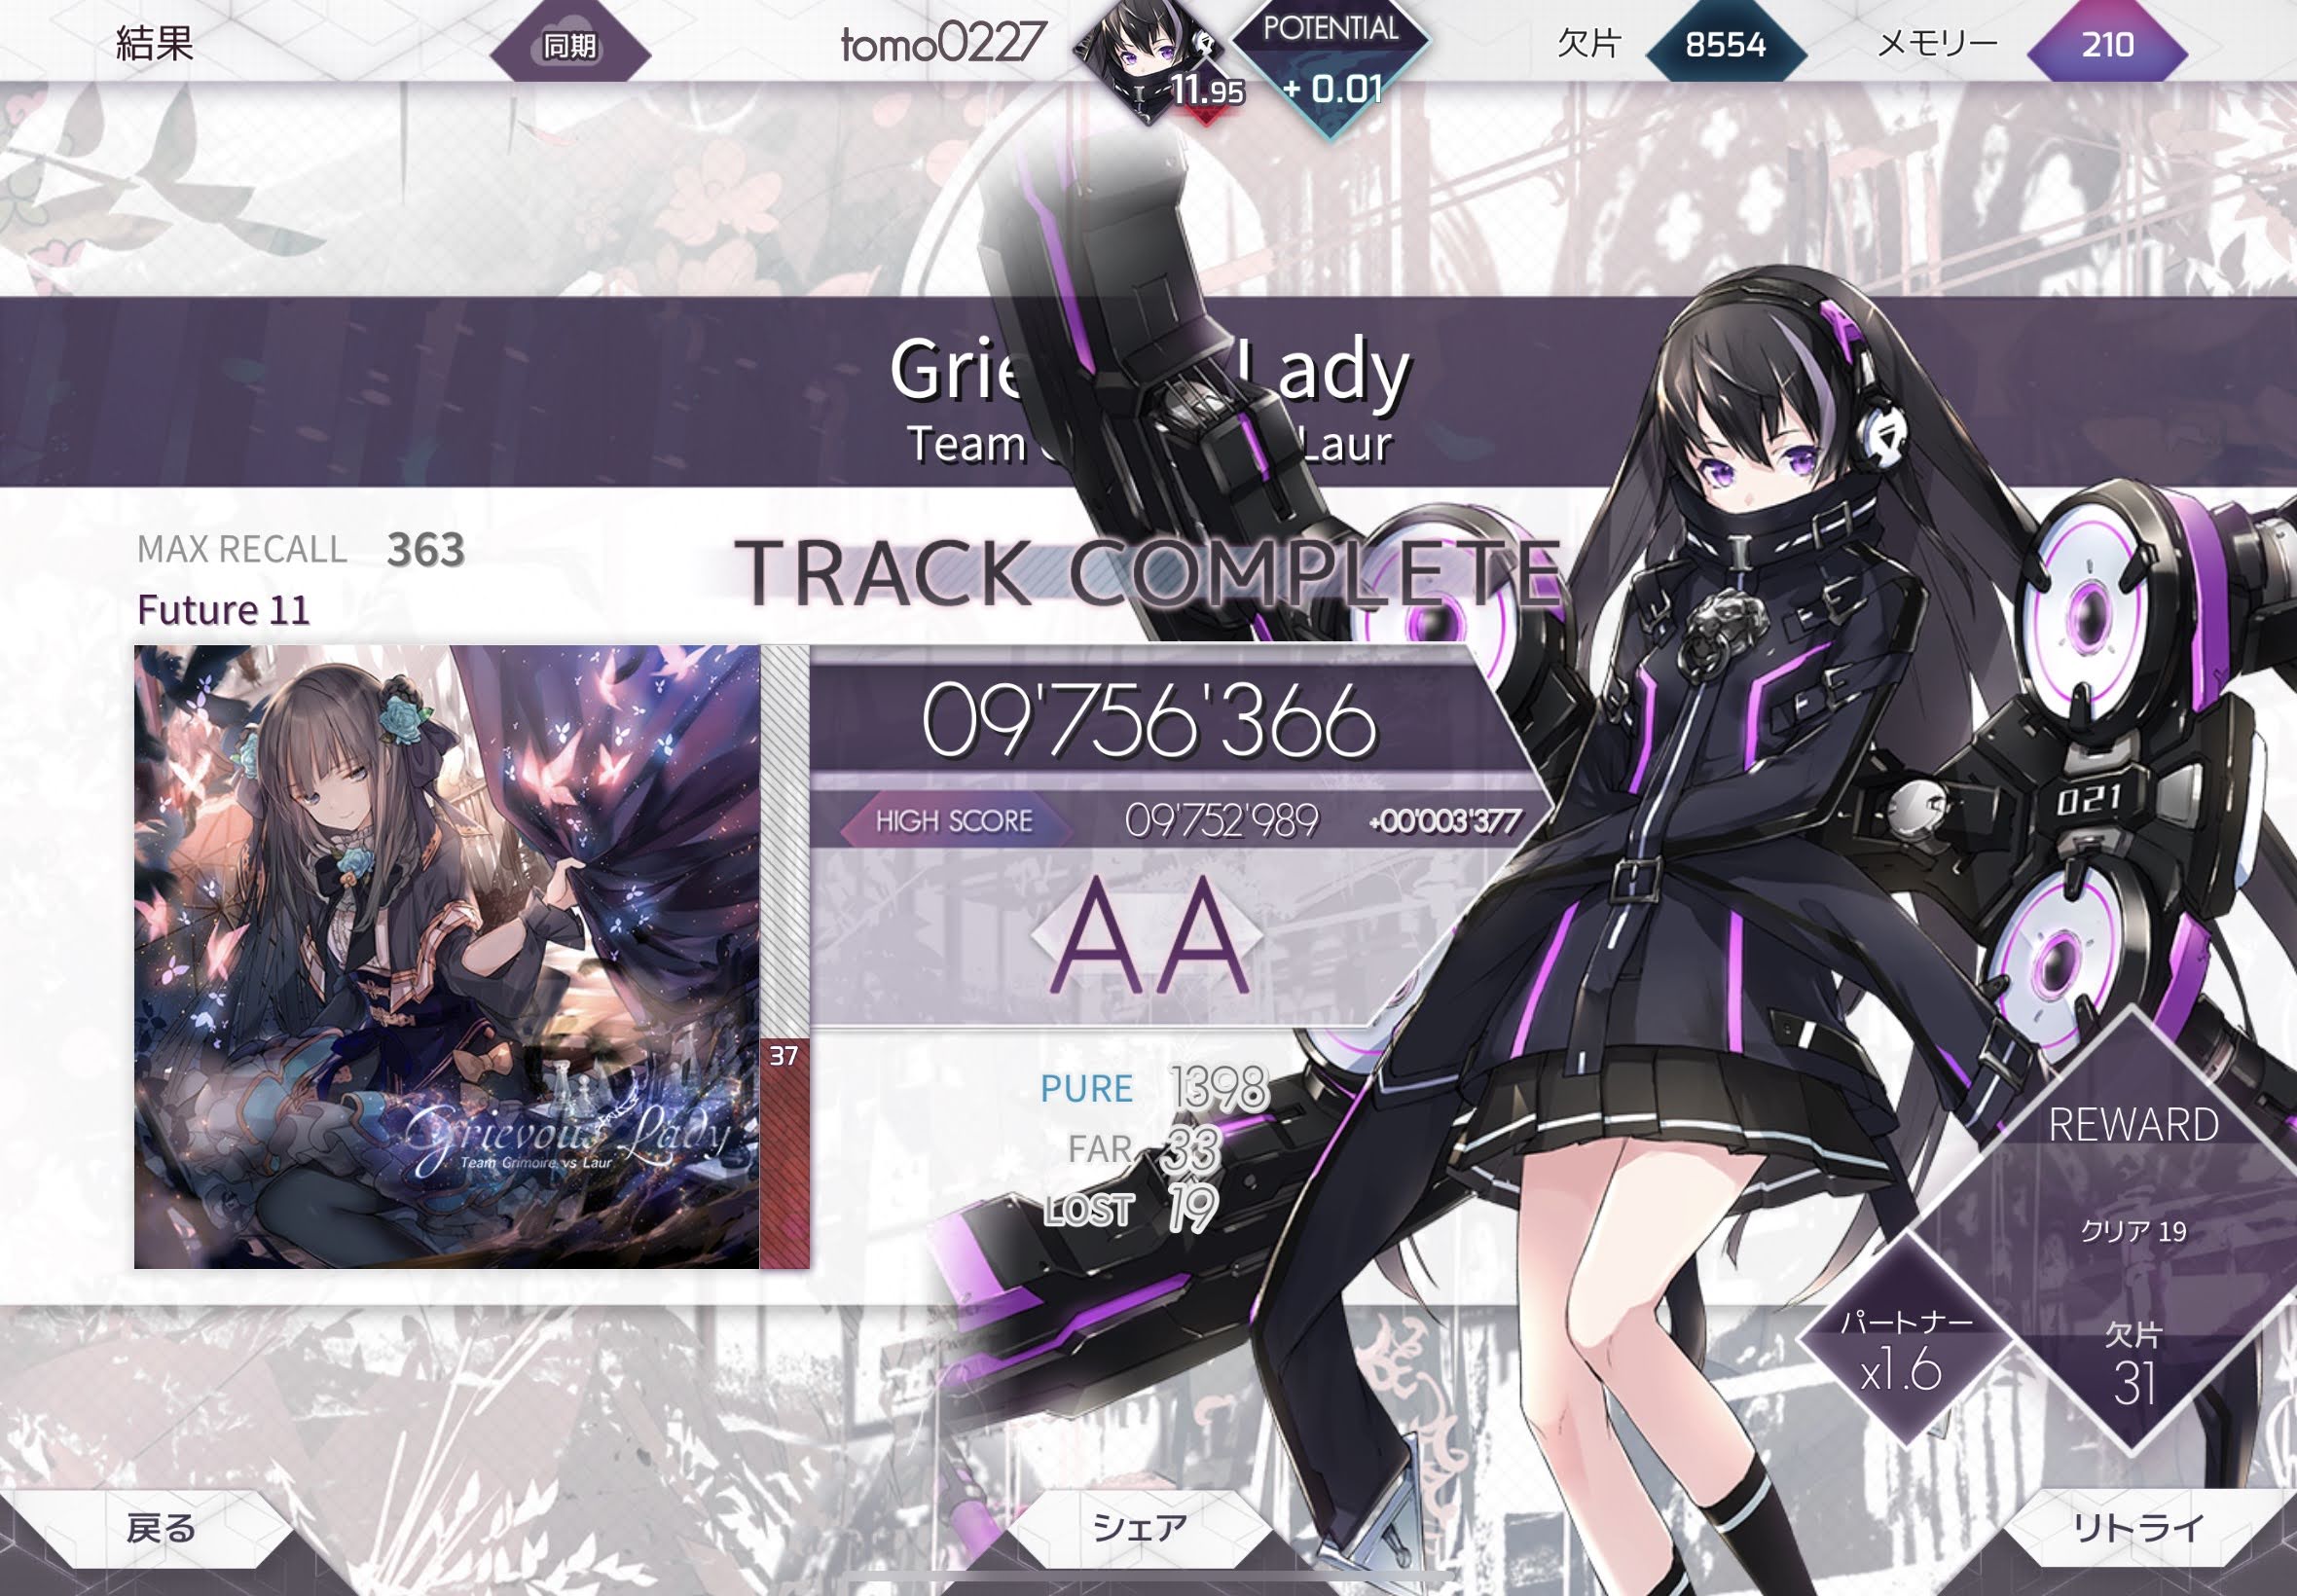 結果
同期
tomo0227
11.95
POTENTIAL
+ 0.01
欠片
8554
メモリー
210
Grie Lady
Team Laur
MAX RECALL 363
Future 11
TRACK COMPLETE
09'756'366
HIGH SCORE 09'752'989 +00'003'377
AA
37
Grievous Lady
Team Grimoire vs Laur
PURE 1398
FAR 33
LOST 19
021
REWARD
クリア 19
欠片
31
パートナー
x1.6
戻る
シェア
リトライ